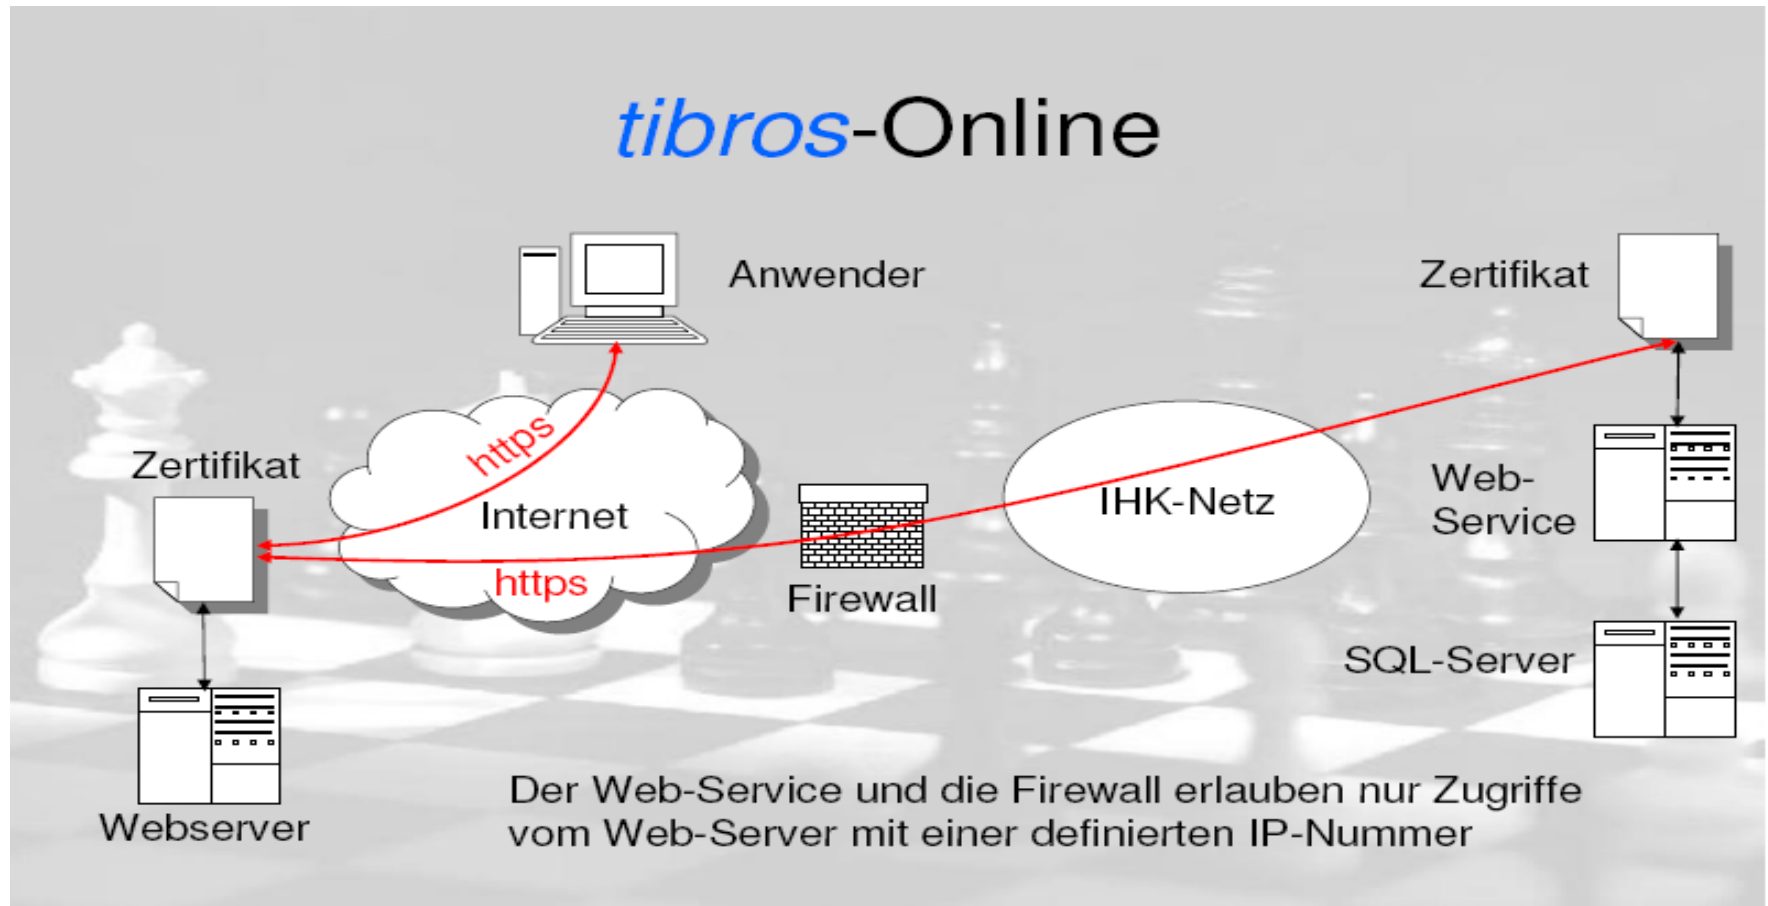 tibros-Online
Anwender
Zertifikat
https
Zertifikat
Internet
IHK-Netz
Web-
Service
https
Firewall
SQL-Server
Der Web-Service und die Firewall erlauben nur Zugriffe
vom Web-Server mit einer definierten IP-Nummer
Webserver